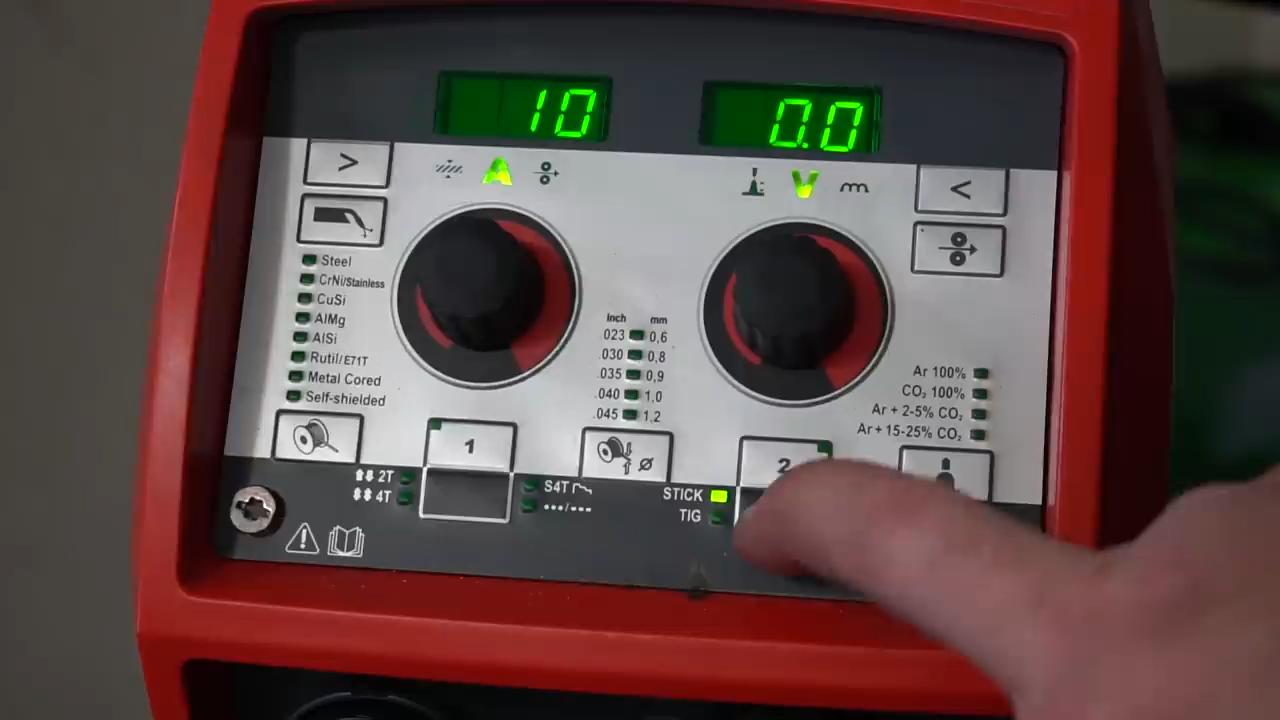 10
0.0
>
A
V
<
Steel
CrNi/Stainless
CuSi
AlMg
AlSi
Rutil/E71T
Metal Cored
Self-shielded
inch mm
023 0,6
.030 0,8
.035 0,9
.040 1,0
.045 1,2
Ar 100%
CO₂ 100%
Ar + 2-5% CO₂
Ar + 15-25% CO₂
1
2
2T
4T
S4T
STICK
TIG